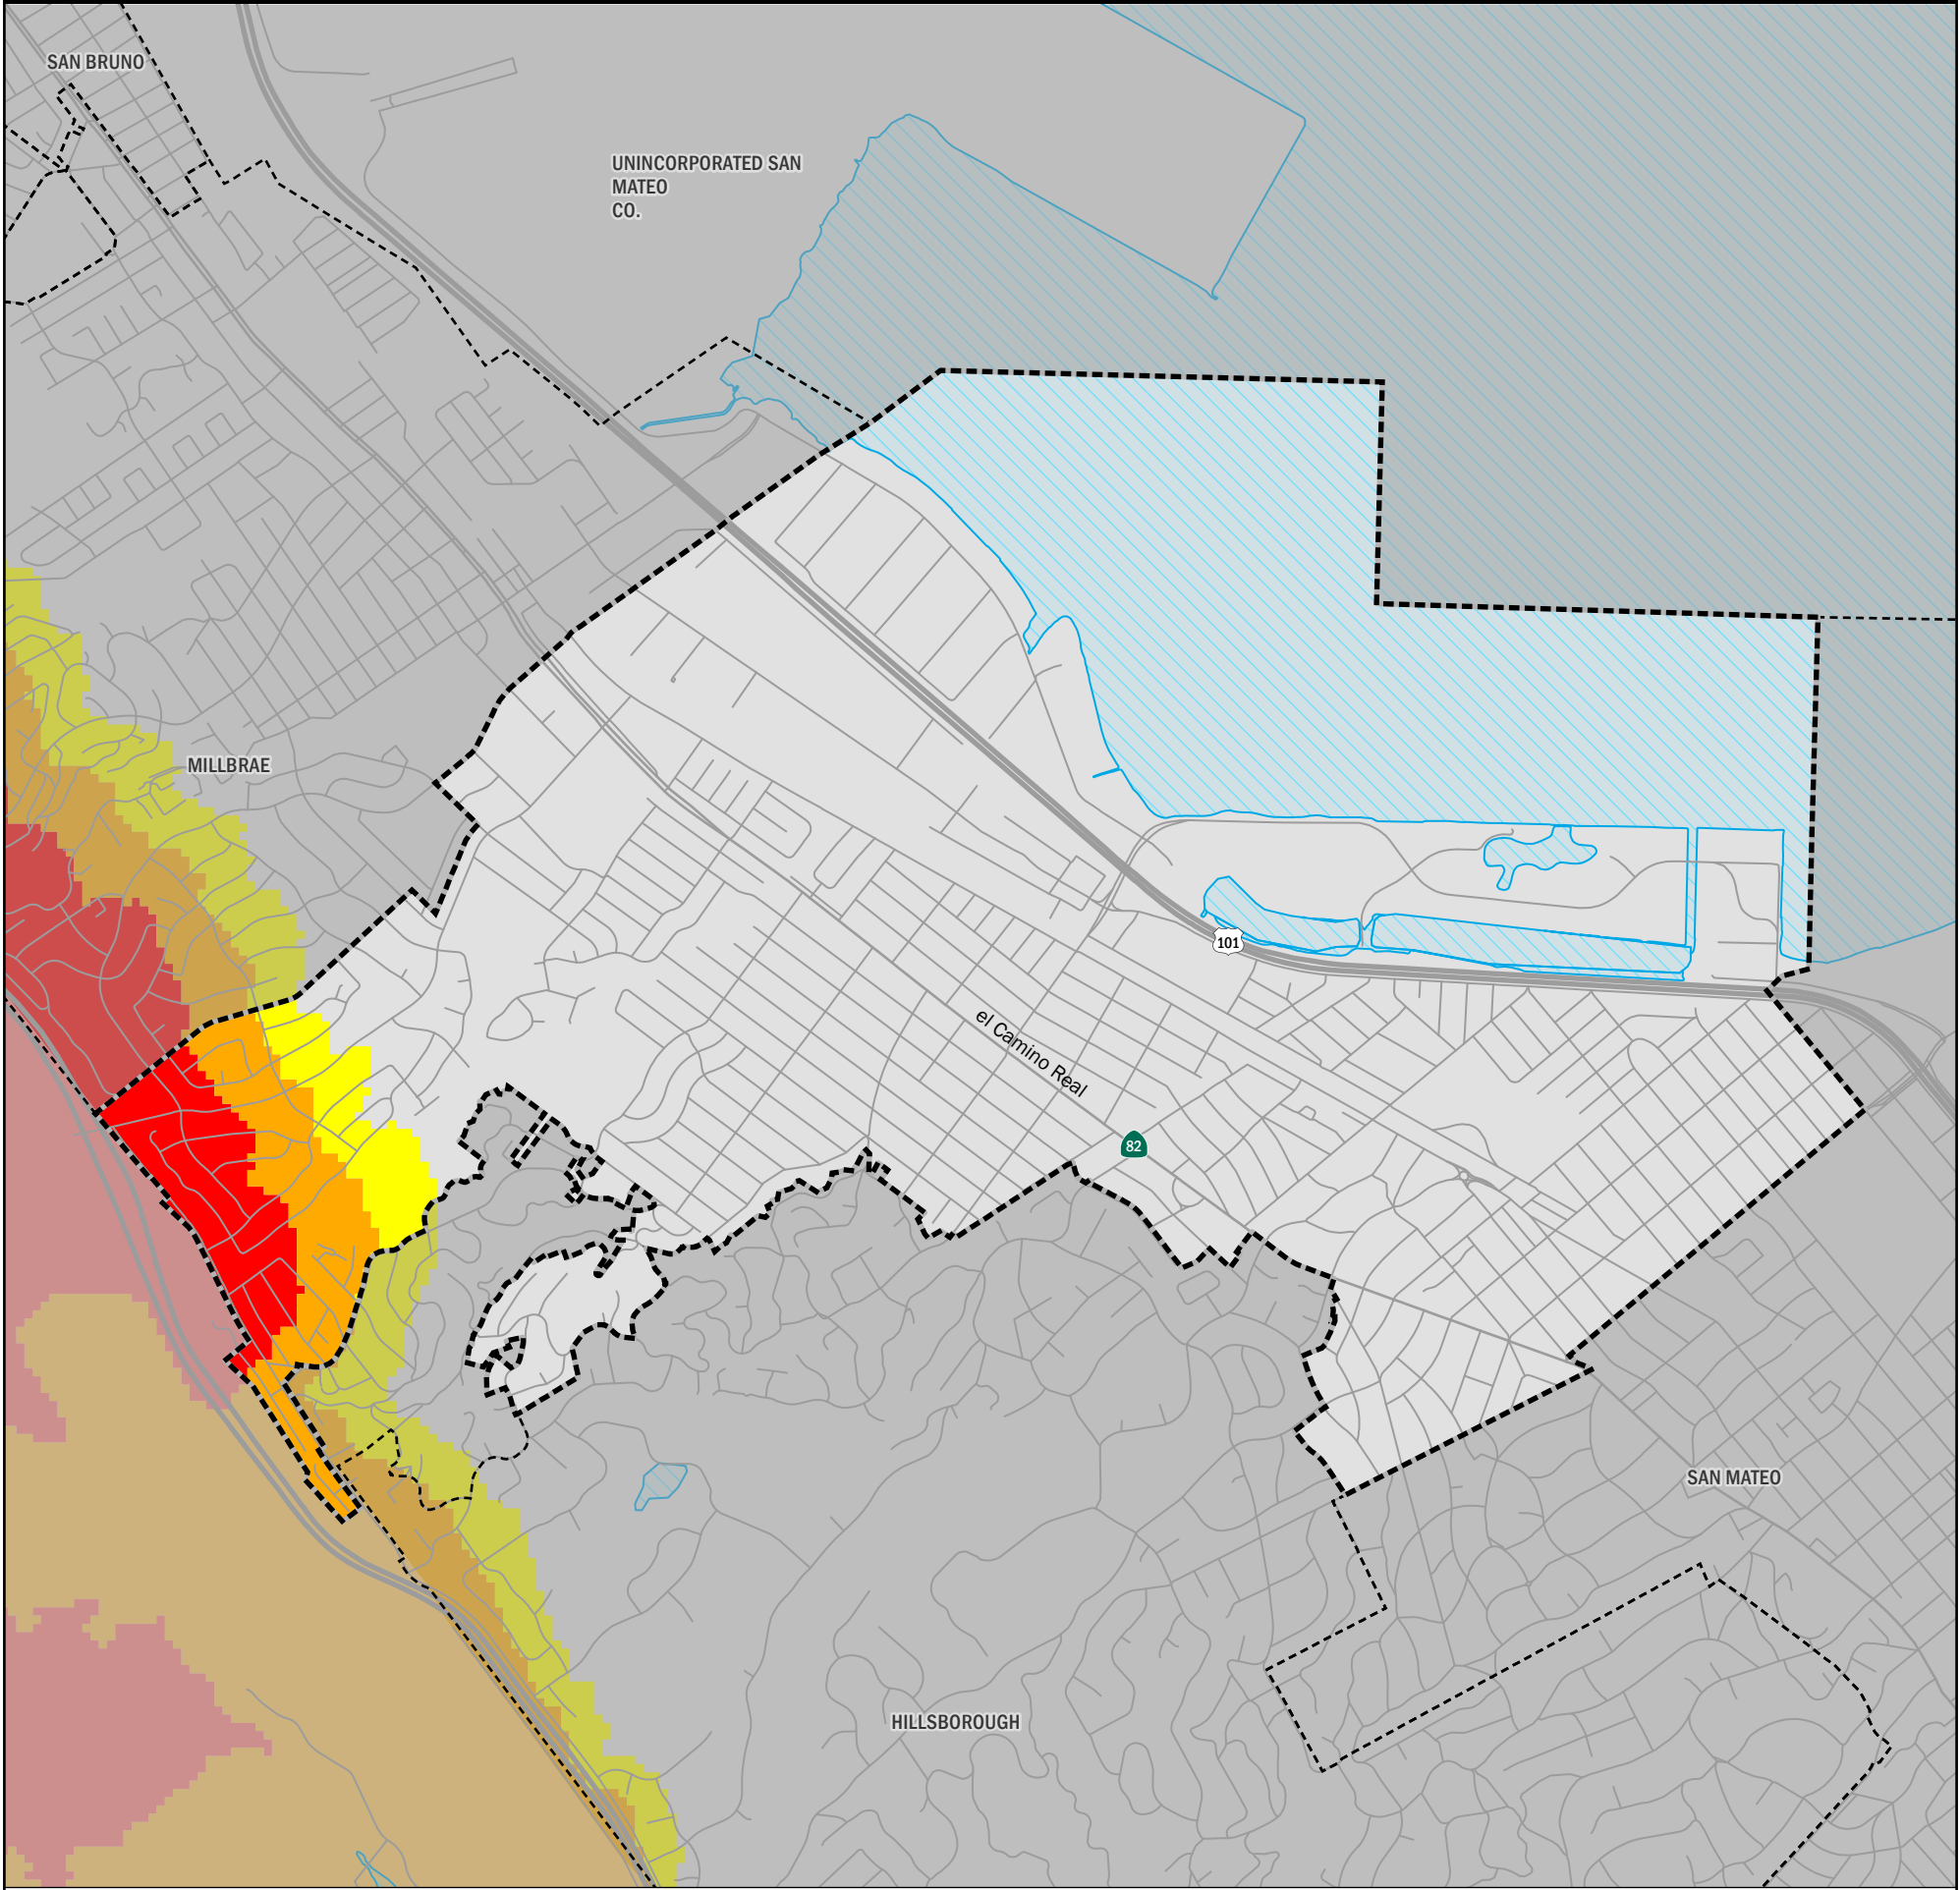 SAN BRUNO
UNINCORPORATED SAN
MATEO
CO.
MILLBRAE
101
el Camino Real
82
SAN MATEO
HILLSBOROUGH